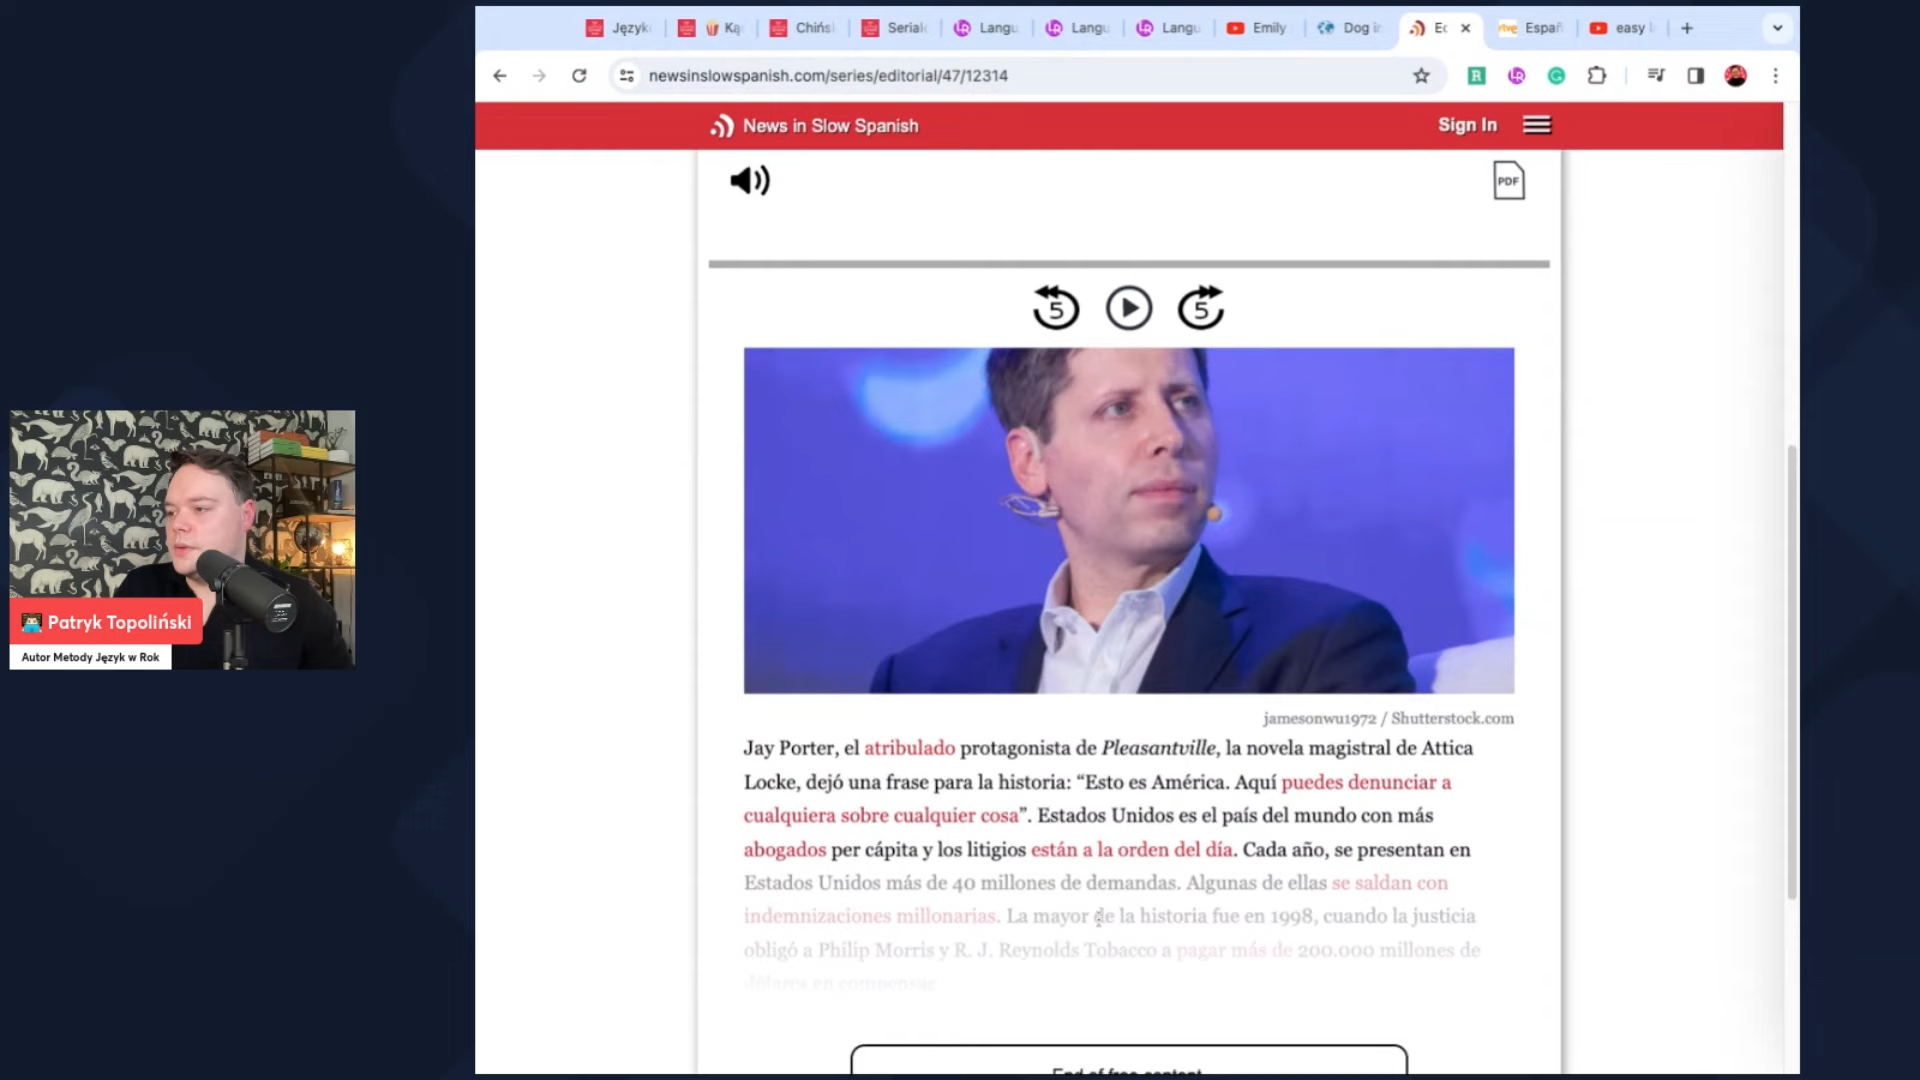 Język
Ką
Chińs
Serial
Langu
Langu
Langu
Emily
Dog in
Ec
rtve Españ
easy l
newsinslowspanish.com/series/editorial/47/12314
News in Slow Spanish
Sign In
PDF
5
5
jamesonwu1972 / Shutterstock.com
Jay Porter, el atribulado protagonista de Pleasantville, la novela magistral de Attica
Locke, dejó una frase para la historia: “Esto es América. Aquí puedes denunciar a
cualquiera sobre cualquier cosa”. Estados Unidos es el país del mundo con más
abogados per cápita y los litigios están a la orden del día. Cada año, se presentan en
Estados Unidos más de 40 millones de demandas. Algunas de ellas se saldan con
indemnizaciones millonarias. La mayor de la historia fue en 1998, cuando la justicia
obligó a Philip Morris y R. J. Reynolds Tobacco a pagar más de 200.000 millones de
dólares en compensac
End of free content
Patryk Topoliński
Autor Metody Język w Rok